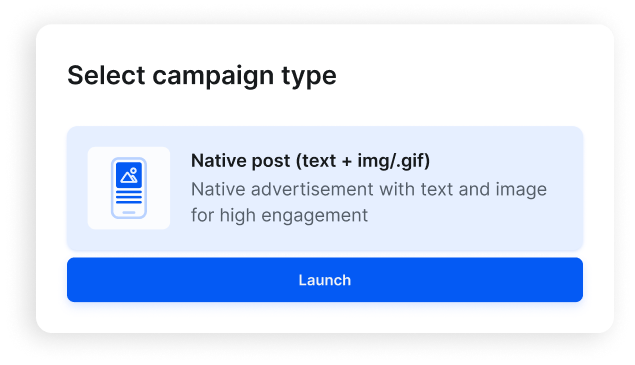 Select campaign type
Native post (text + img/.gif)
Native advertisement with text and image
for high engagement
Launch